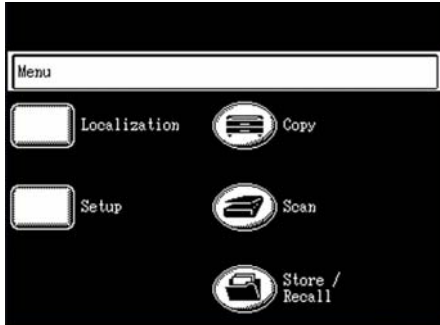 Menu
Localization
Copy
Setup
Scan
Store /
Recall